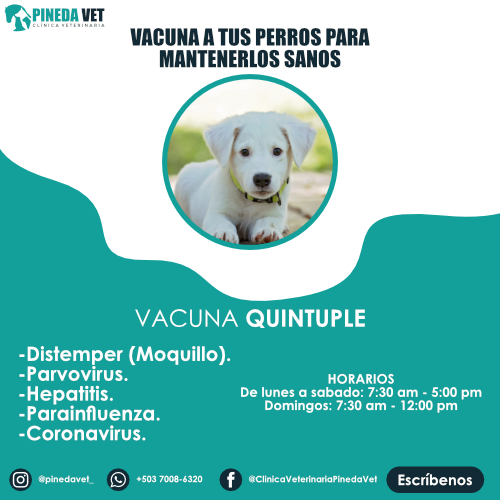 PINEDA VET
CLÍNICA VETERINARIA
VACUNA A TUS PERROS PARA
MANTENERLOS SANOS
VACUNA QUINTUPLE
-Distemper (Moquillo).
-Parvovirus.
-Hepatitis.
-Parainfluenza.
-Coronavirus.
HORARIOS
De lunes a sabado: 7:30 am - 5:00 pm
Domingos: 7:30 am - 12:00 pm
@pinedavet_
+503 7008-6320
@ClinicaVeterinariaPinedaVet
Escríbenos